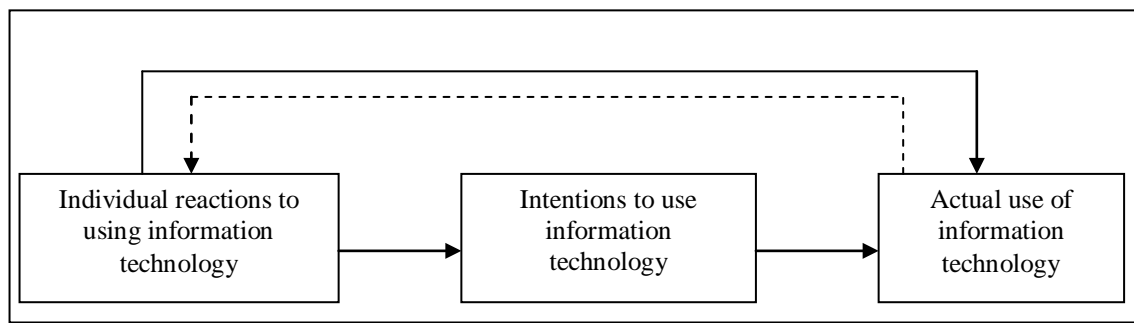 Individual reactions to
using information
technology
Intentions to use
information
technology
Actual use of
information
technology